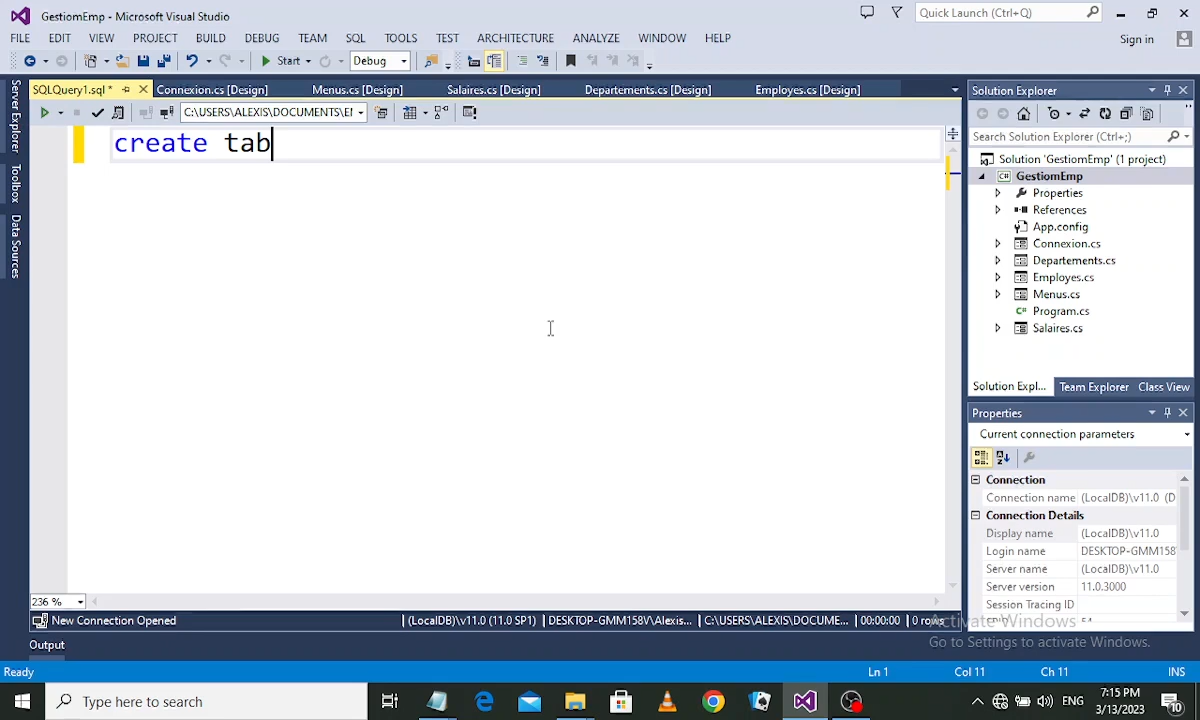 GestiomEmp - Microsoft Visual Studio
Quick Launch (Ctrl+Q)
FILE EDIT VIEW PROJECT BUILD DEBUG TEAM SQL TOOLS TEST ARCHITECTURE ANALYZE WINDOW HELP
Sign in
Start
Debug
SQLQuery1.sql *
Connexion.cs [Design]
Menus.cs [Design]
Salaires.cs [Design]
Departements.cs [Design]
Employes.cs [Design]
C:\USERS\ALEXIS\DOCUMENTS\EM
Server Explorer
Toolbox
Data Sources
create tab
236 %
New Connection Opened
(LocalDB)\v11.0 (11.0 SP1)
DESKTOP-GMM158V\Alexis...
C:\USERS\ALEXIS\DOCUME...
00:00:00
0 rows
Output
Solution Explorer
Search Solution Explorer (Ctrl+;)
Solution 'GestiomEmp' (1 project)
GestiomEmp
Properties
References
App.config
Connexion.cs
Departements.cs
Employes.cs
Menus.cs
Program.cs
Salaires.cs
Solution Expl...
Team Explorer
Class View
Properties
Current connection parameters
Connection
Connection name (LocalDB)\v11.0 (D
Connection Details
Display name (LocalDB)\v11.0
Login name DESKTOP-GMM158
Server name (LocalDB)\v11.0
Server version 11.0.3000
Session Tracing ID
Activate Windows
Go to Settings to activate Windows.
Ready
Ln 1
Col 11
Ch 11
INS
Type here to search
ENG
7:15 PM
3/13/2023
10